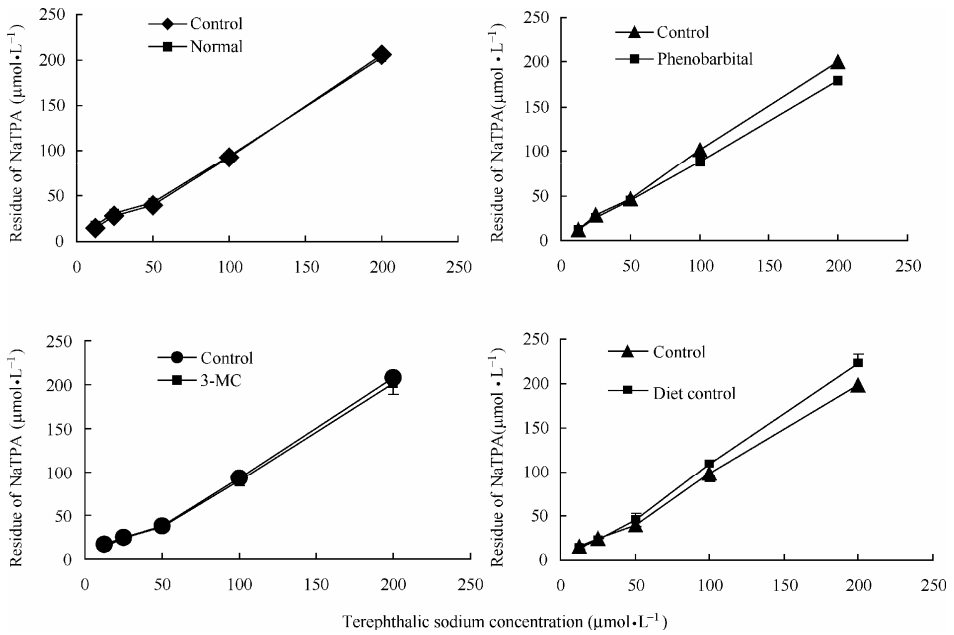 Control
Normal
Residue of NaTPA (μmol•L⁻¹)
250
200
150
100
50
0
0 50 100 150 200 250
Control
Phenobarbital
Residue of NaTPA(μmol • L⁻¹)
250
200
150
100
50
0
0 50 100 150 200 250
Control
3-MC
Residue of NaTPA (μmol•L⁻¹)
250
200
150
100
50
0
0 50 100 150 200 250
Control
Diet control
Residue of NaTPA(μmol • L⁻¹)
250
200
150
100
50
0
0 50 100 150 200 250
Terephthalic sodium concentration (μmol•L⁻¹)